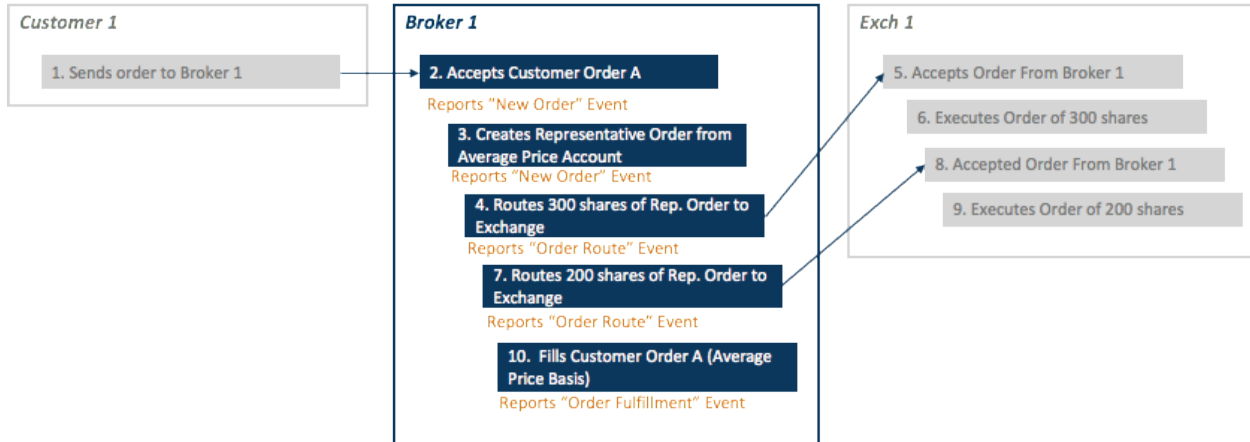 Customer 1
1. Sends order to Broker 1
Broker 1
2. Accepts Customer Order A
Reports "New Order" Event
3. Creates Representative Order from
Average Price Account
Reports "New Order" Event
4. Routes 300 shares of Rep. Order to
Exchange
Reports "Order Route" Event
7. Routes 200 shares of Rep. Order to
Exchange
Reports "Order Route" Event
10. Fills Customer Order A (Average
Price Basis)
Reports "Order Fulfillment" Event
Exch 1
5. Accepts Order From Broker 1
6. Executes Order of 300 shares
8. Accepted Order From Broker 1
9. Executes Order of 200 shares